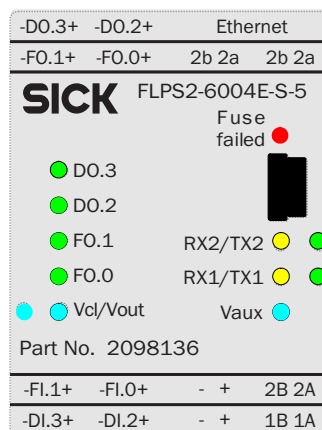 -DO.3+ -DO.2+ Ethernet
-FO.1+ -FO.0+ 2b 2a 2b 2a
SICK FLPS2-6004E-S-5
Fuse
failed
DO.3
DO.2
FO.1 RX2/TX2
FO.0 RX1/TX1
Vcl/Vout Vaux
Part No. 2098136
-FI.1+ -FI.0+ - + 2B 2A
-DI.3+ -DI.2+ - + 1B 1A